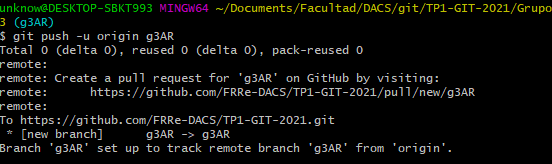 unknow@DESKTOP-SBKT993 MINGW64 ~/Documents/Facultad/DACS/git/TP1-GIT-2021/Grupo
3 (g3AR)
$ git push -u origin g3AR
Total 0 (delta 0), reused 0 (delta 0), pack-reused 0
remote:
remote: Create a pull request for 'g3AR' on GitHub by visiting:
remote:      https://github.com/FRRe-DACS/TP1-GIT-2021/pull/new/g3AR
remote:
To https://github.com/FRRe-DACS/TP1-GIT-2021.git
 * [new branch]      g3AR -> g3AR
Branch 'g3AR' set up to track remote branch 'g3AR' from 'origin'.